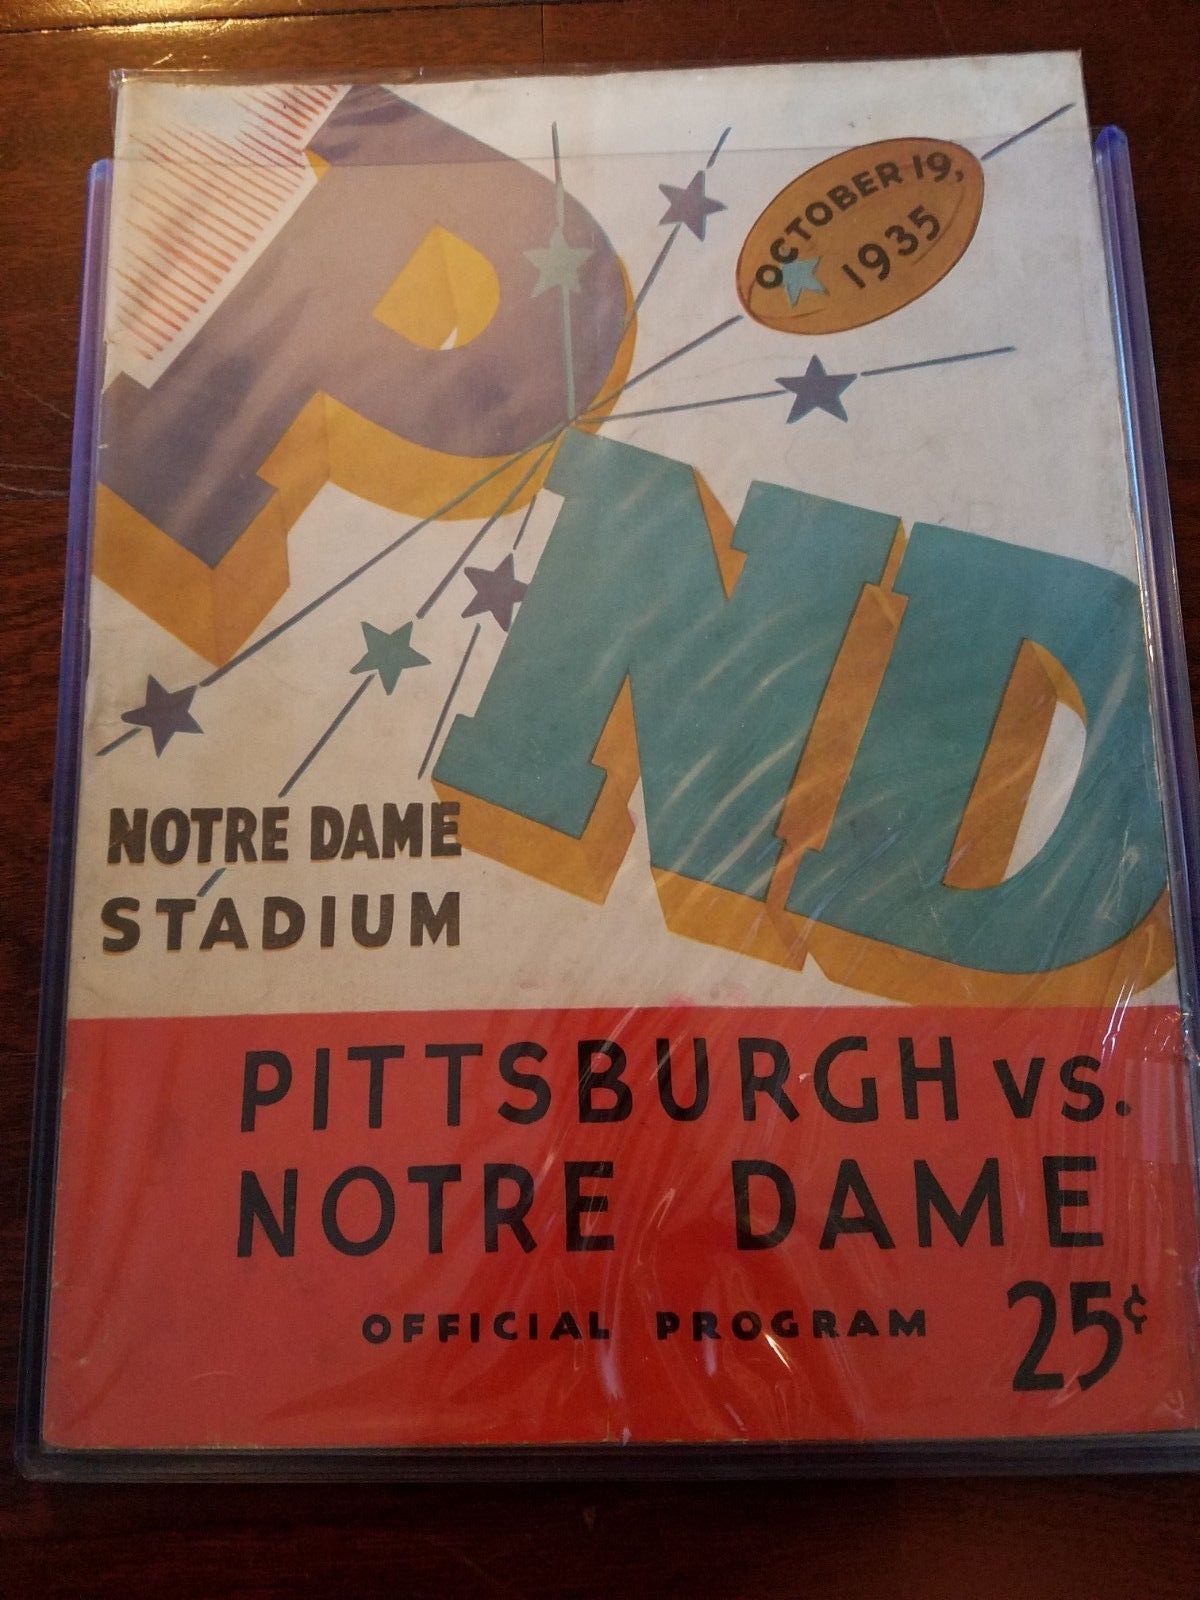 OCTOBER 19,
1935
P
ND
NOTRE DAME
STADIUM
PITTSBURGH VS.
NOTRE DAME
OFFICIAL PROGRAM
25¢